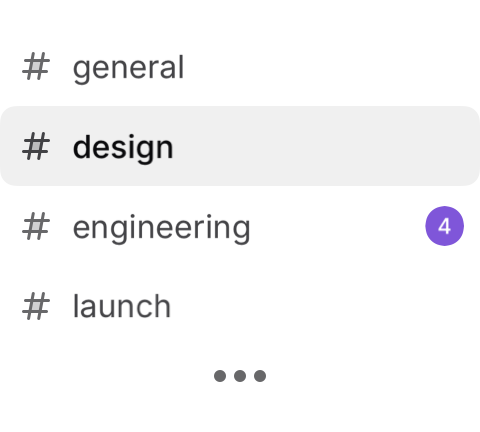 # general
# design
# engineering 4
# launch
•••